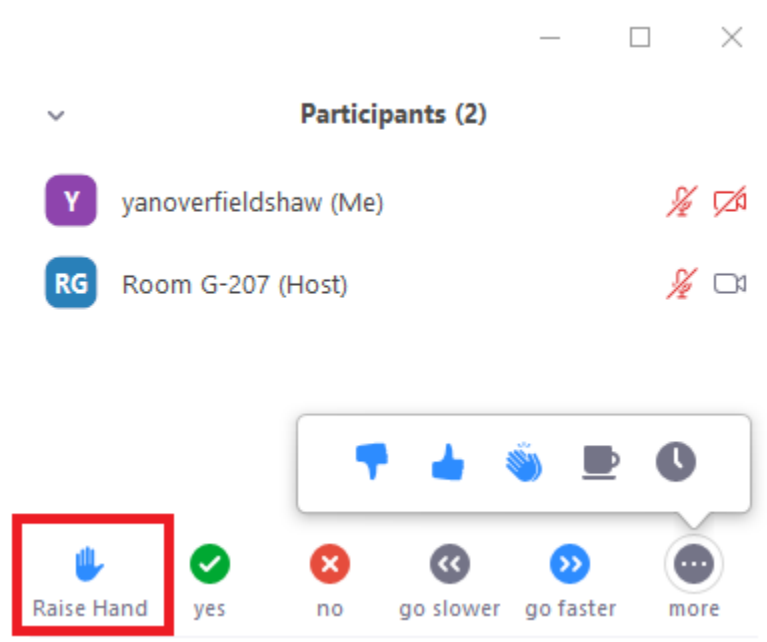 Participants (2)
Y yanoverfieldshaw (Me)
RG Room G-207 (Host)
Raise Hand yes no go slower go faster more